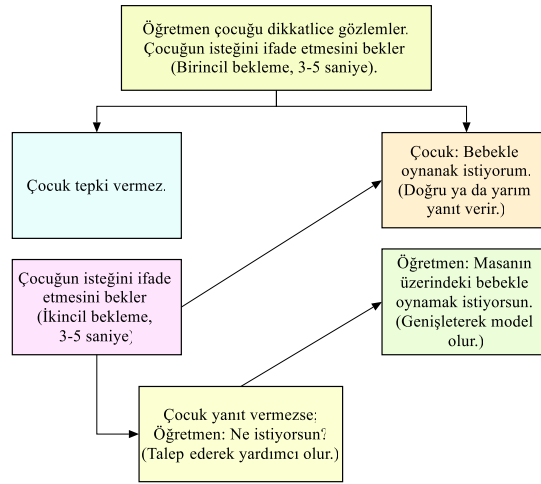 Öğretmen çocuğu dikkatlice gözlemler.
Çocuğun isteğini ifade etmesini bekler
(Birincil bekleme, 3-5 saniye).
Çocuk tepki vermez.
Çocuk: Bebekle
oynanak istiyorum.
(Doğru ya da yarım
yanıt verir.)
Çocuğun isteğini ifade
etmesini bekler
(İkincil bekleme,
3-5 saniye)
Öğretmen: Masanın
üzerindeki bebekle
oynamak istiyorsun.
(Genişleterek model
olur.)
Çocuk yanıt vermezse;
Öğretmen: Ne istiyorsun?
(Talep ederek yardımcı olur.)